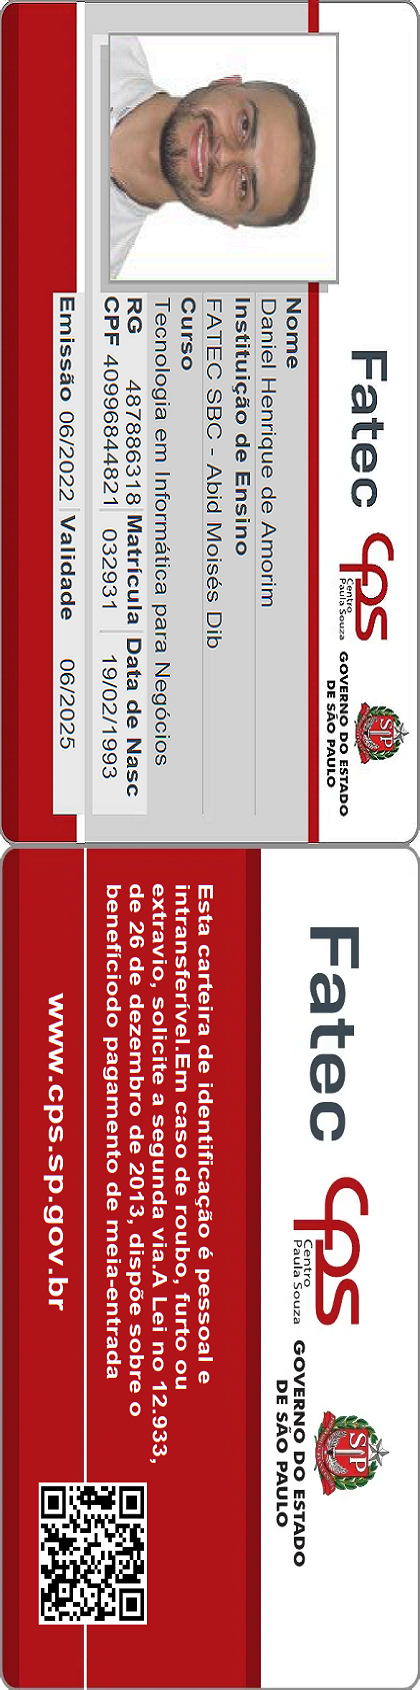 Fatec
cps
Centro
Paula Souza
GOVERNO DO ESTADO
DE SÃO PAULO
SP
Nome
Daniel Henrique de Amorim
Instituição de Ensino
FATEC SBC - Abid Moisés Dib
Curso
Tecnologia em Informática para Negócios
RG Matrícula Data de Nasc
487886318 032931 19/02/1993
CPF 40996844821
Emissão 06/2022 Validade 06/2025
Fatec
cps
Centro
Paula Souza
GOVERNO DO ESTADO
DE SÃO PAULO
SP
Esta carteira de identificação é pessoal e
intransferível.Em caso de roubo, furto ou
extravio, solicite a segunda via.A Lei no 12.933,
de 26 de dezembro de 2013, dispõe sobre o
benefíciodo pagamento de meia-entrada
www.cps.sp.gov.br